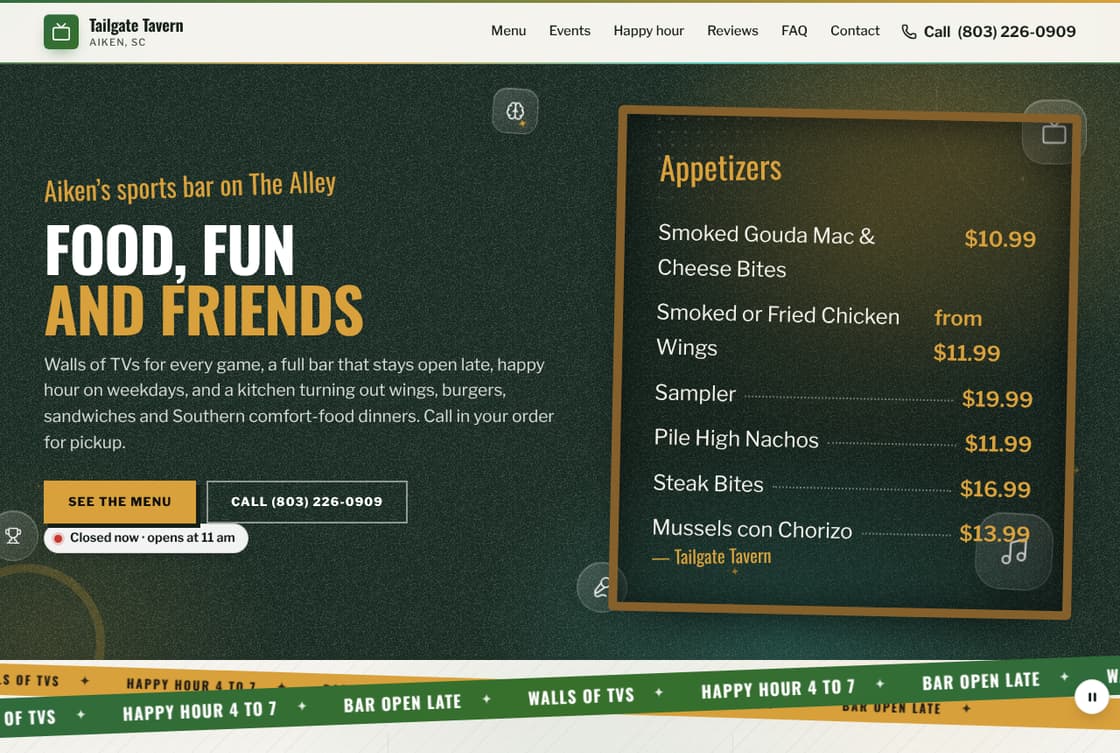 Tailgate Tavern
AIKEN, SC
Menu
Events
Happy hour
Reviews
FAQ
Contact
Call (803) 226-0909
Aiken’s sports bar on The Alley
FOOD, FUN
AND FRIENDS
Walls of TVs for every game, a full bar that stays open late, happy
hour on weekdays, and a kitchen turning out wings, burgers,
sandwiches and Southern comfort-food dinners. Call in your order
for pickup.
SEE THE MENU
CALL (803) 226-0909
Closed now · opens at 11 am
Appetizers
Smoked Gouda Mac & $10.99
Cheese Bites
Smoked or Fried Chicken from
Wings $11.99
Sampler $19.99
Pile High Nachos $11.99
Steak Bites $16.99
Mussels con Chorizo $13.99
— Tailgate Tavern
LS OF TVS ✦ HAPPY HOUR 4 TO 7 ✦
BAR OPEN LATE ✦
OF TVS ✦ HAPPY HOUR 4 TO 7 ✦ BAR OPEN LATE ✦ WALLS OF TVS ✦ HAPPY HOUR 4 TO 7 ✦ BAR OPEN LATE ✦ W